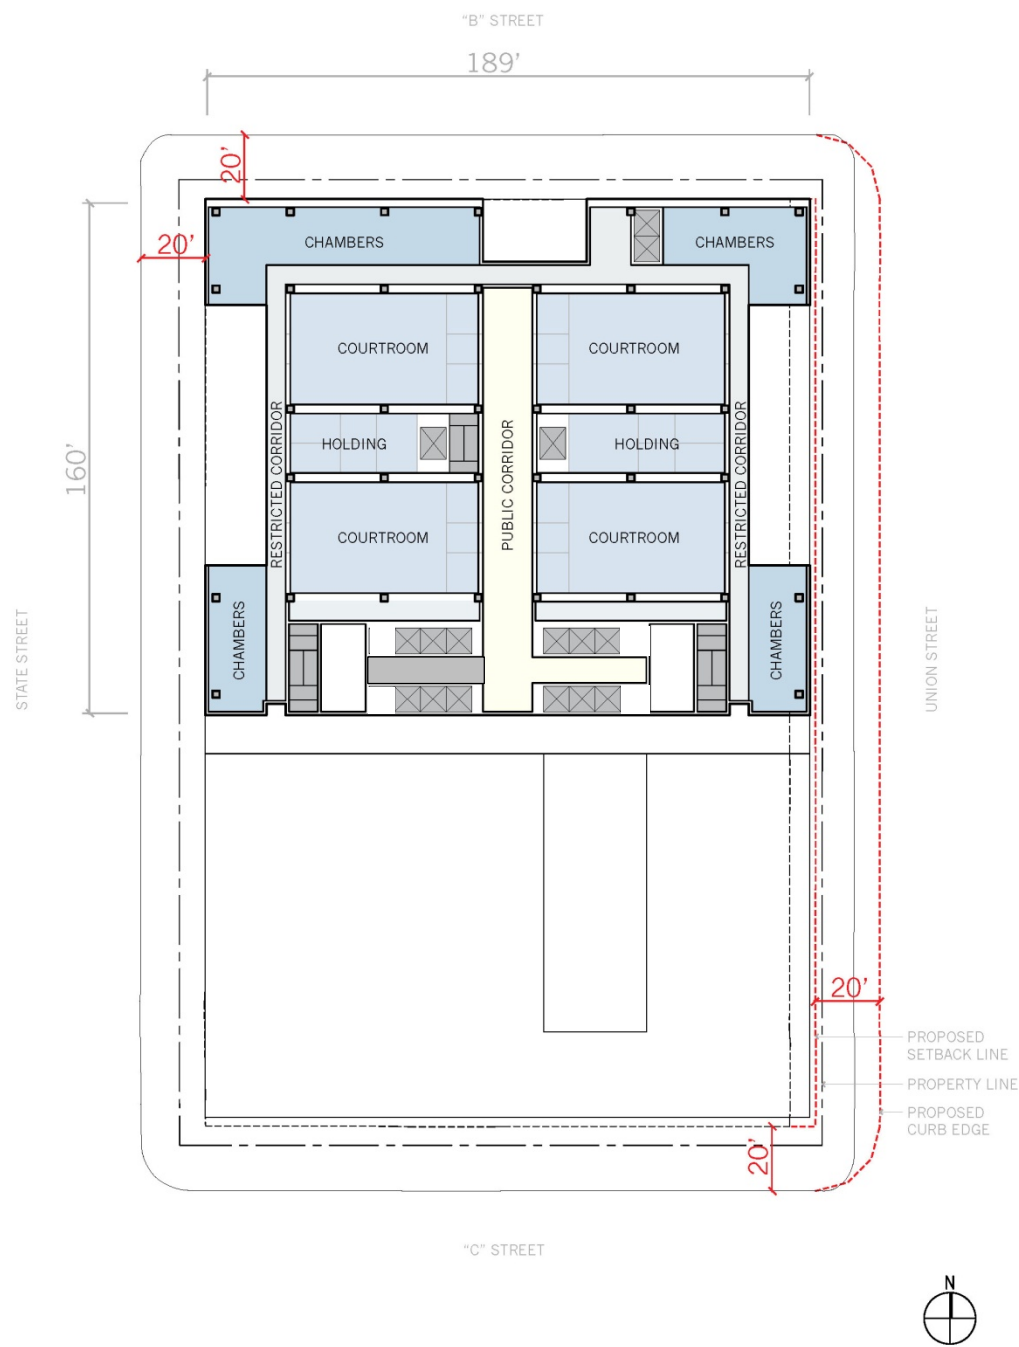 “B” STREET
189’
20’
20’
CHAMBERS
CHAMBERS
COURTROOM
COURTROOM
160’
RESTRICTED CORRIDOR
HOLDING
PUBLIC CORRIDOR
HOLDING
RESTRICTED CORRIDOR
COURTROOM
COURTROOM
STATE STREET
CHAMBERS
CHAMBERS
UNION STREET
20’
PROPOSED
SETBACK LINE
PROPERTY LINE
PROPOSED
CURB EDGE
20’
“C” STREET
N